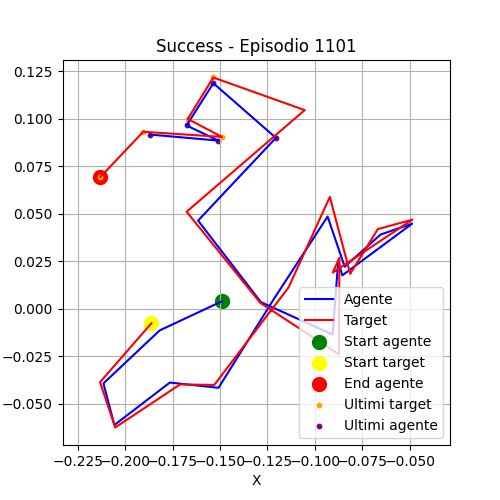 Success - Episodio 1101
0.125
0.100
0.075
0.050
0.025
0.000
−0.025
−0.050
Agente
Target
Start agente
Start target
End agente
Ultimi target
Ultimi agente
−0.225 −0.200 −0.175 −0.150 −0.125 −0.100 −0.075 −0.050
X